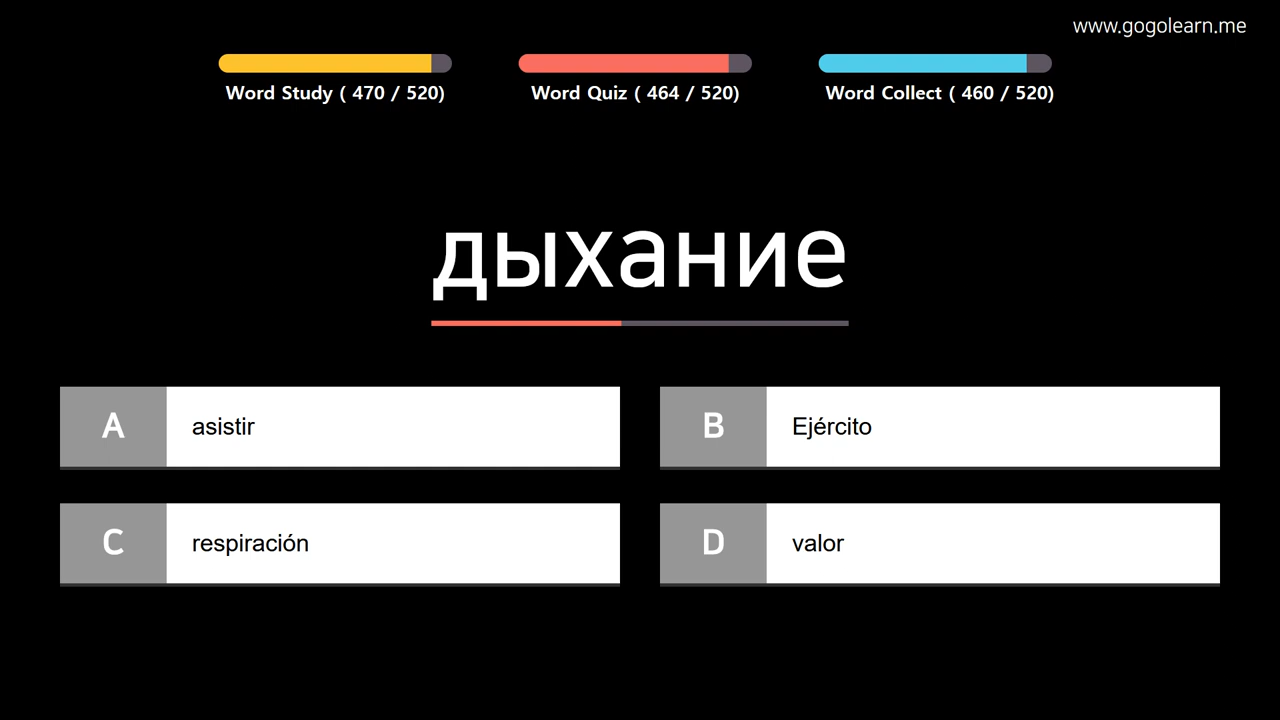 www.gogolearn.me
Word Study ( 470 / 520)
Word Quiz ( 464 / 520)
Word Collect ( 460 / 520)
дыхание
A asistir
B Ejército
C respiración
D valor